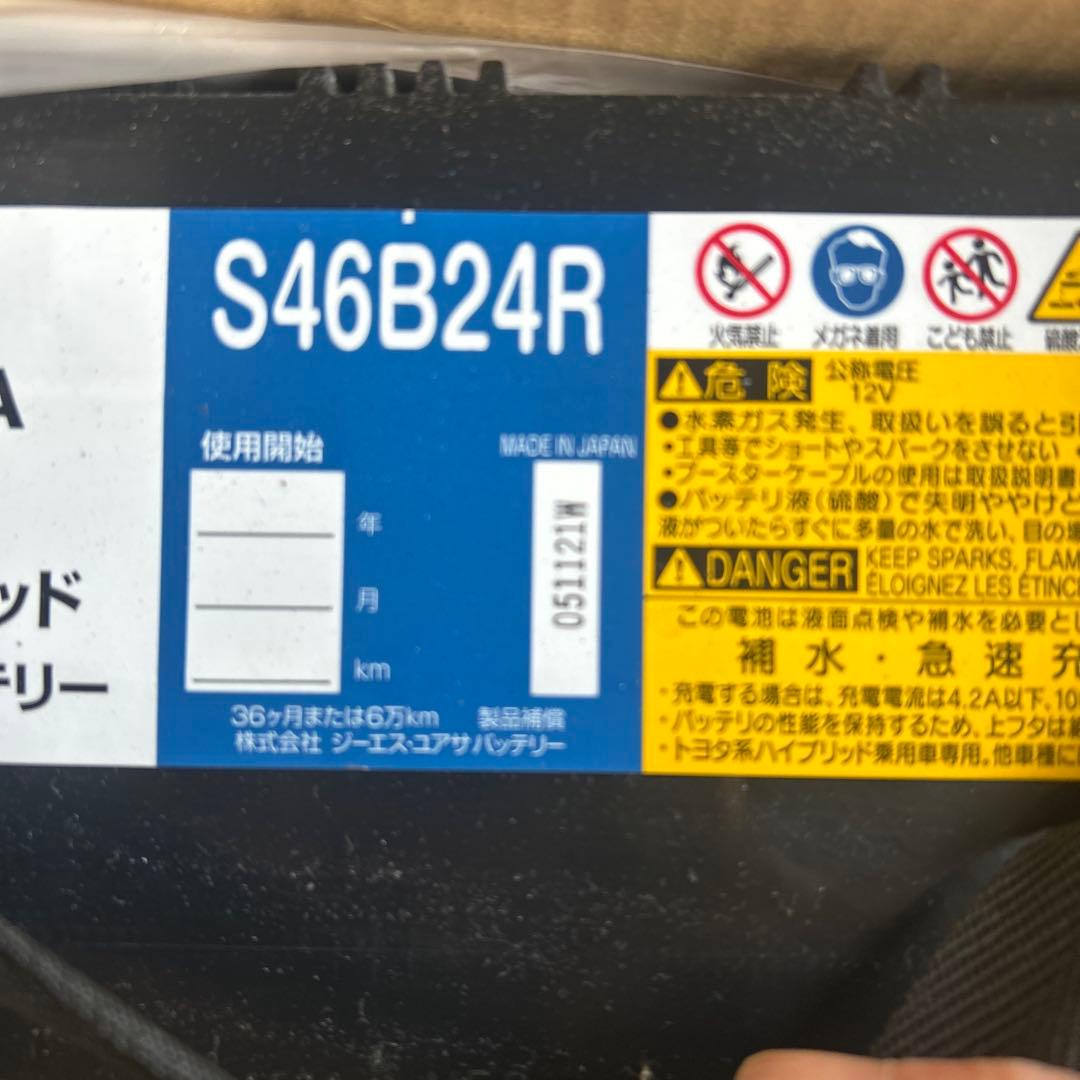 A
ッド
テリー
S46B24R
使用開始
MADE IN JAPAN
年
月
km
051121W
36ヶ月または6万km 製品補償
株式会社 ジーエス・ユアサ バッテリー
火気禁止
メガネ着用
こども禁止
硫酸
危険
公称電圧
12V
●水素ガス発生、取扱いを誤ると引
・工具等でショートやスパークをさせない
・ブースターケーブルの使用は取扱説明書
●バッテリ液(硫酸)で失明ややけど
液がついたらすぐに多量の水で洗い、目の場
DANGER
KEEP SPARKS, FLAM
ÉLOIGNEZ LES ÉTINCE
この電池は液面点検や補水を必要とし
補水・急速充
・充電する場合は、充電電流は4.2A以下、10
・バッテリの性能を保持するため、上フタは
・トヨタ系ハイブリッド乗用車専用。他車種に